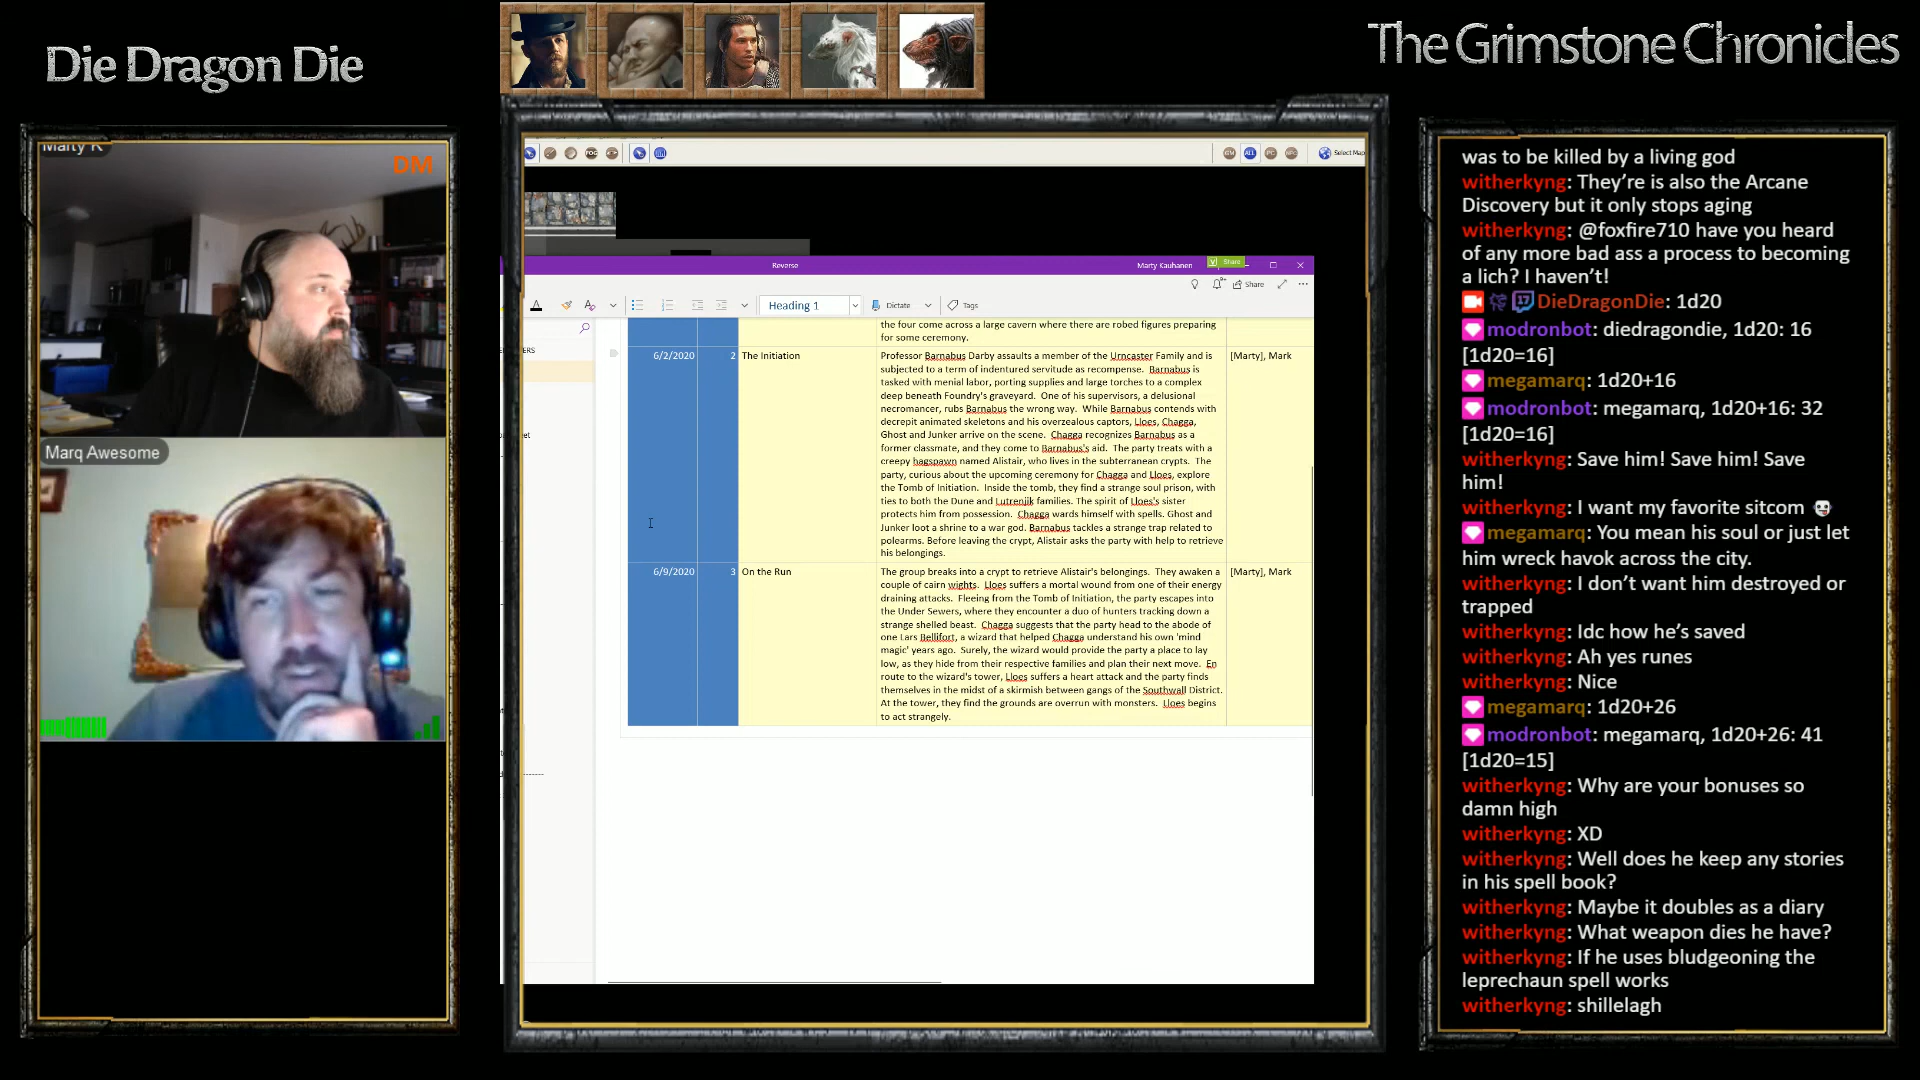 Die Dragon Die
The Grimstone Chronicles
Marty K
DM
Marq Awesome
FOG
GM
ALL
PC
NPC
Select Map
Reverse
Marty Kauhanen
Share
Share
Heading 1
Dictate
Tags
ERS
the four come across a large cavern where there are robed figures preparing
for some ceremony.
6/2/2020
2
The Initiation
Professor Barnabus Darby assaults a member of the Urncaster Family and is
subjected to a term of indentured servitude as recompense. Barnabus is
tasked with menial labor, porting supplies and large torches to a complex
deep beneath Foundry's graveyard. One of his supervisors, a delusional
necromancer, rubs Barnabus the wrong way. While Barnabus contends with
decrepit animated skeletons and his overzealous captors, Lloes, Chagga,
Ghost and Junker arrive on the scene. Chagga recognizes Barnabus as a
former classmate, and they come to Barnabus's aid. The party treats with a
creepy hagspawn named Alistair, who lives in the subterranean crypts. The
party, curious about the upcoming ceremony for Chagga and Lloes, explore
the Tomb of Initiation. Inside the tomb, they find a strange soul prison, with
ties to both the Dune and Lutrenjik families. The spirit of Lloes's sister
protects him from possession. Chagga wards himself with spells. Ghost and
Junker loot a shrine to a war god. Barnabus tackles a strange trap related to
polearms. Before leaving the crypt, Alistair asks the party with help to retrieve
his belongings.
[Marty], Mark
6/9/2020
3
On the Run
The group breaks into a crypt to retrieve Alistair's belongings. They awaken a
couple of cairn wights. Lloes suffers a mortal wound from one of their energy
draining attacks. Fleeing from the Tomb of Initiation, the party escapes into
the Under Sewers, where they encounter a duo of hunters tracking down a
strange shelled beast. Chagga suggests that the party head to the abode of
one Lars Bellifort, a wizard that helped Chagga understand his own 'mind
magic' years ago. Surely, the wizard would provide the party a place to lay
low, as they hide from their respective families and plan their next move. En
route to the wizard's tower, Lloes suffers a heart attack and the party finds
themselves in the midst of a skirmish between gangs of the Southwall District.
At the tower, they find the grounds are overrun with monsters. Lloes begins
to act strangely.
[Marty], Mark
was to be killed by a living god
witherkyng: They’re is also the Arcane
Discovery but it only stops aging
witherkyng: @foxfire710 have you heard
of any more bad ass a process to becoming
a lich? I haven’t!
DieDragonDie: 1d20
modronbot: diedragondie, 1d20: 16
[1d20=16]
megamarq: 1d20+16
modronbot: megamarq, 1d20+16: 32
[1d20=16]
witherkyng: Save him! Save him! Save
him!
witherkyng: I want my favorite sitcom 💀
megamarq: You mean his soul or just let
him wreck havok across the city.
witherkyng: I don’t want him destroyed or
trapped
witherkyng: Idc how he’s saved
witherkyng: Ah yes runes
witherkyng: Nice
megamarq: 1d20+26
modronbot: megamarq, 1d20+26: 41
[1d20=15]
witherkyng: Why are your bonuses so
damn high
witherkyng: XD
witherkyng: Well does he keep any stories
in his spell book?
witherkyng: Maybe it doubles as a diary
witherkyng: What weapon dies he have?
witherkyng: If he uses bludgeoning the
leprechaun spell works
witherkyng: shillelagh